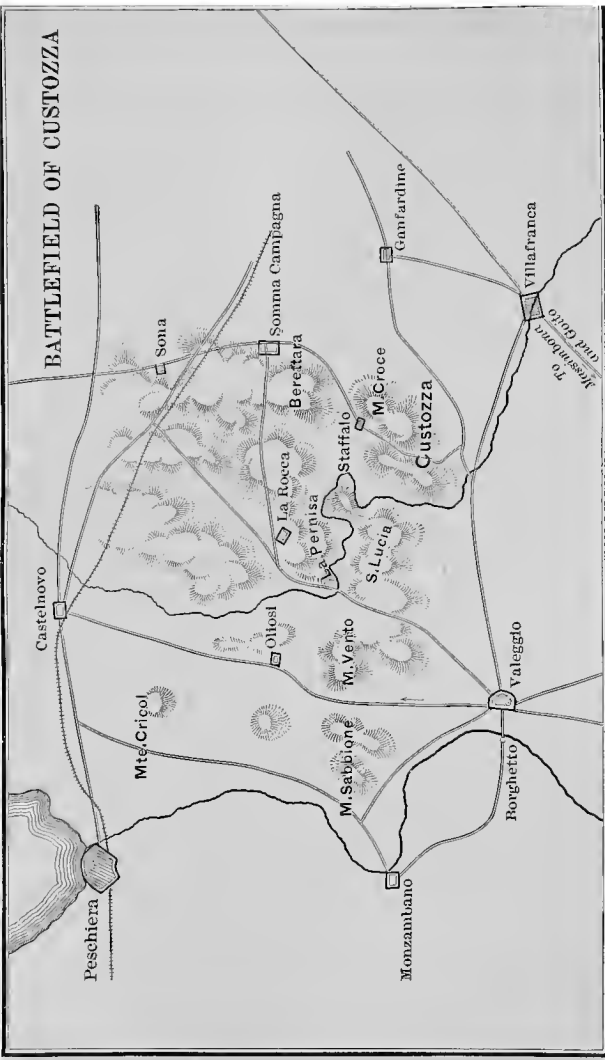 BATTLEFIELD OF CUSTOZZA
Peschiera
Castelnovo
Sona
Somma Campagna
Mte.Cricol
Oliosi
La Rocca
Berettara
Ganfardine
La Pernisa
Staffalo
M.Croce
M.Sabbione
M.Vento
S.Lucia
Custozza
Monzambano
Borghetto
Valeggio
Villafranca
To
Massimbona
and Goito